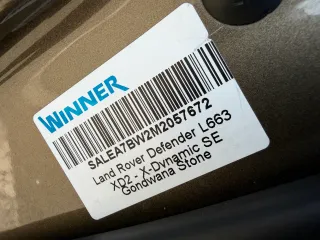 WINNER
SALEA7BW2M2057672
Land Rover Defender L663
XD2 - X-Dynamic SE
Gondwana Stone